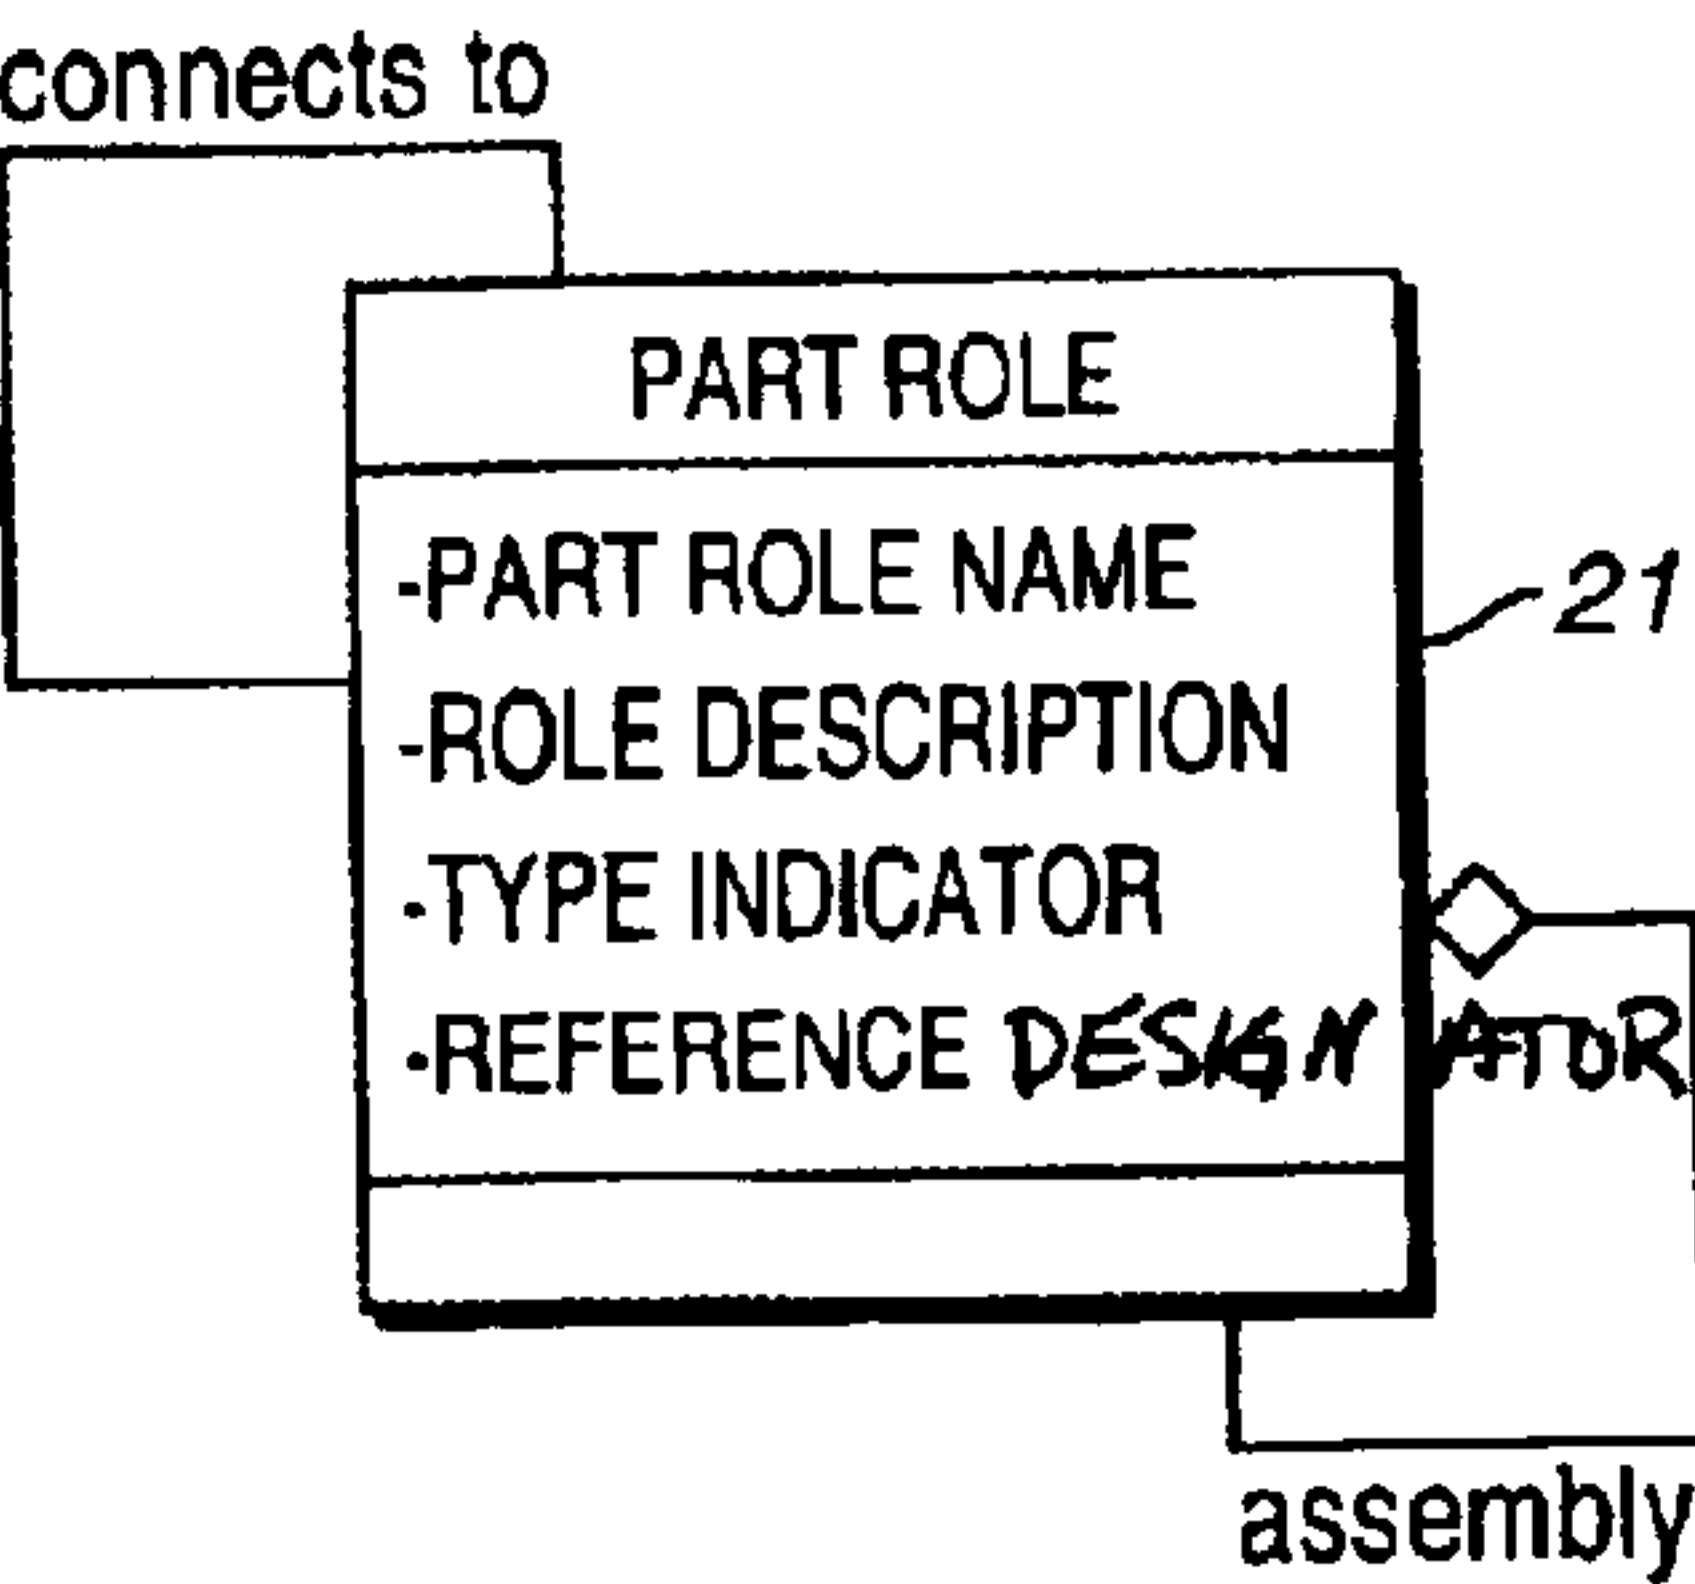 connects to
PART ROLE
-PART ROLE NAME
21
-ROLE DESCRIPTION
-TYPE INDICATOR
-REFERENCE DESIGNATOR
assembly